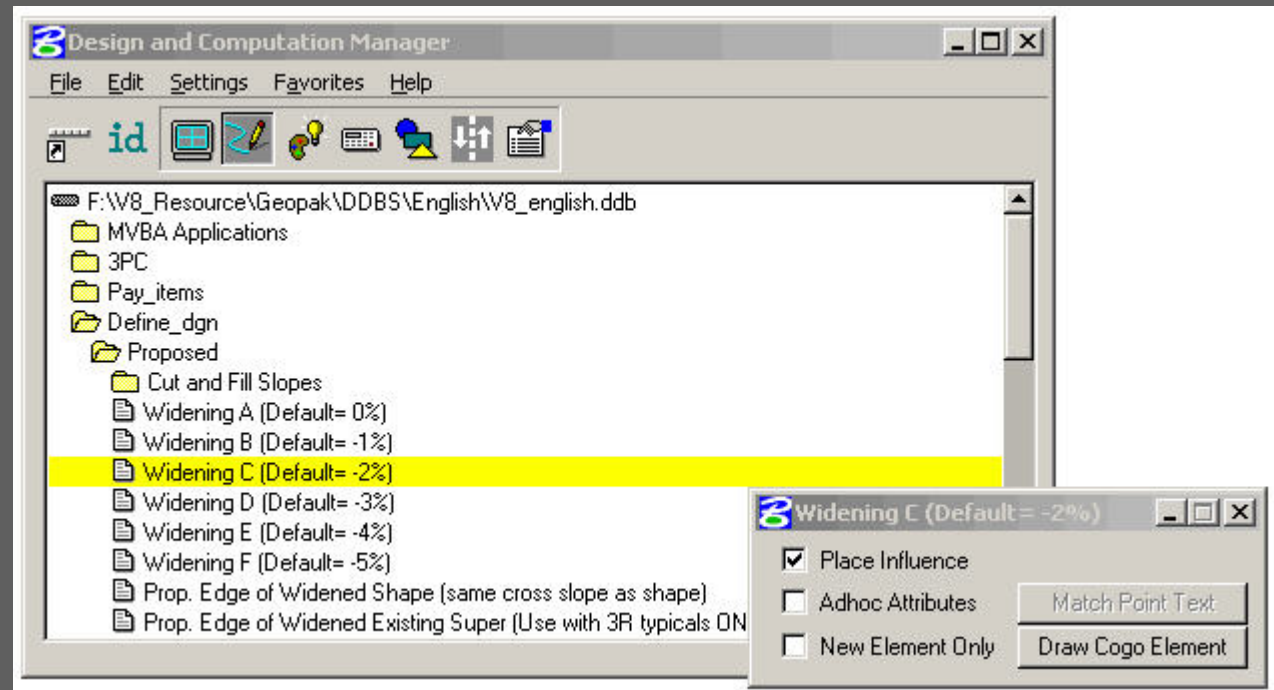 Design and Computation Manager
File Edit Settings Favorites Help
id
F:\V8_Resource\Geopak\DDBS\English\V8_english.ddb
MVBA Applications
3PC
Pay_items
Define_dgn
Proposed
Cut and Fill Slopes
Widening A (Default= 0%)
Widening B (Default= -1%)
Widening C (Default= -2%)
Widening D (Default= -3%)
Widening E (Default= -4%)
Widening F (Default= -5%)
Prop. Edge of Widened Shape (same cross slope as shape)
Prop. Edge of Widened Existing Super (Use with 3R typicals ON
Widening C (Default= -2%)
Place Influence
Adhoc Attributes Match Point Text
New Element Only Draw Cogo Element